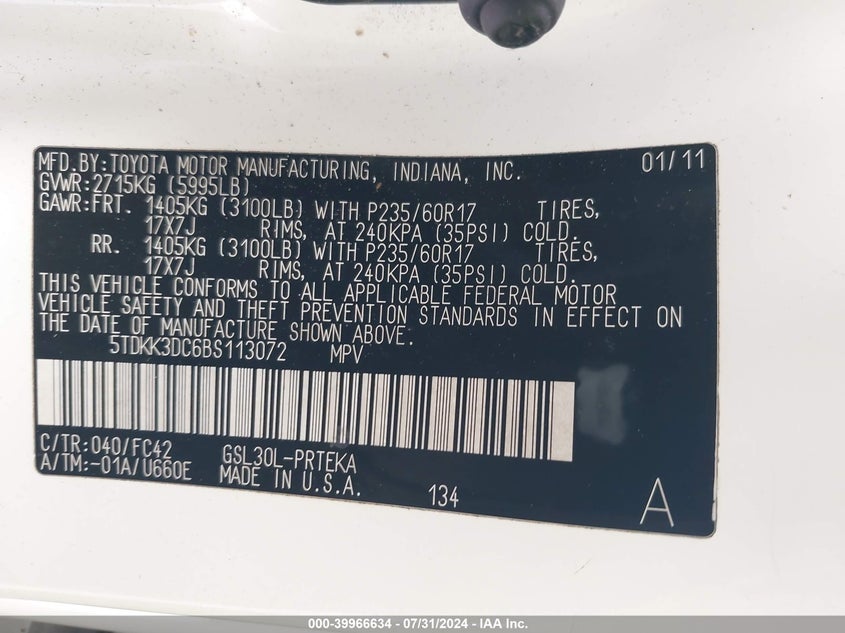 MFD.BY:TOYOTA MOTOR MANUFACTURING, INDIANA, INC. 01/11
GVWR:2715KG (5995LB)
GAWR:FRT. 1405KG (3100LB) WITH P235/60R17 TIRES,
17X7J RIMS, AT 240KPA (35PSI) COLD.
RR. 1405KG (3100LB) WITH P235/60R17 TIRES,
17X7J RIMS, AT 240KPA (35PSI) COLD.
THIS VEHICLE CONFORMS TO ALL APPLICABLE FEDERAL MOTOR
VEHICLE SAFETY AND THEFT PREVENTION STANDARDS IN EFFECT ON
THE DATE OF MANUFACTURE SHOWN ABOVE.
5TDKK3DC6BS113072 MPV
C/TR:040/FC42 GSL30L-PRTEKA
A/TM:-01A/U660E MADE IN U.S.A. 134 A
000-39966634 - 07/31/2024 - IAA Inc.